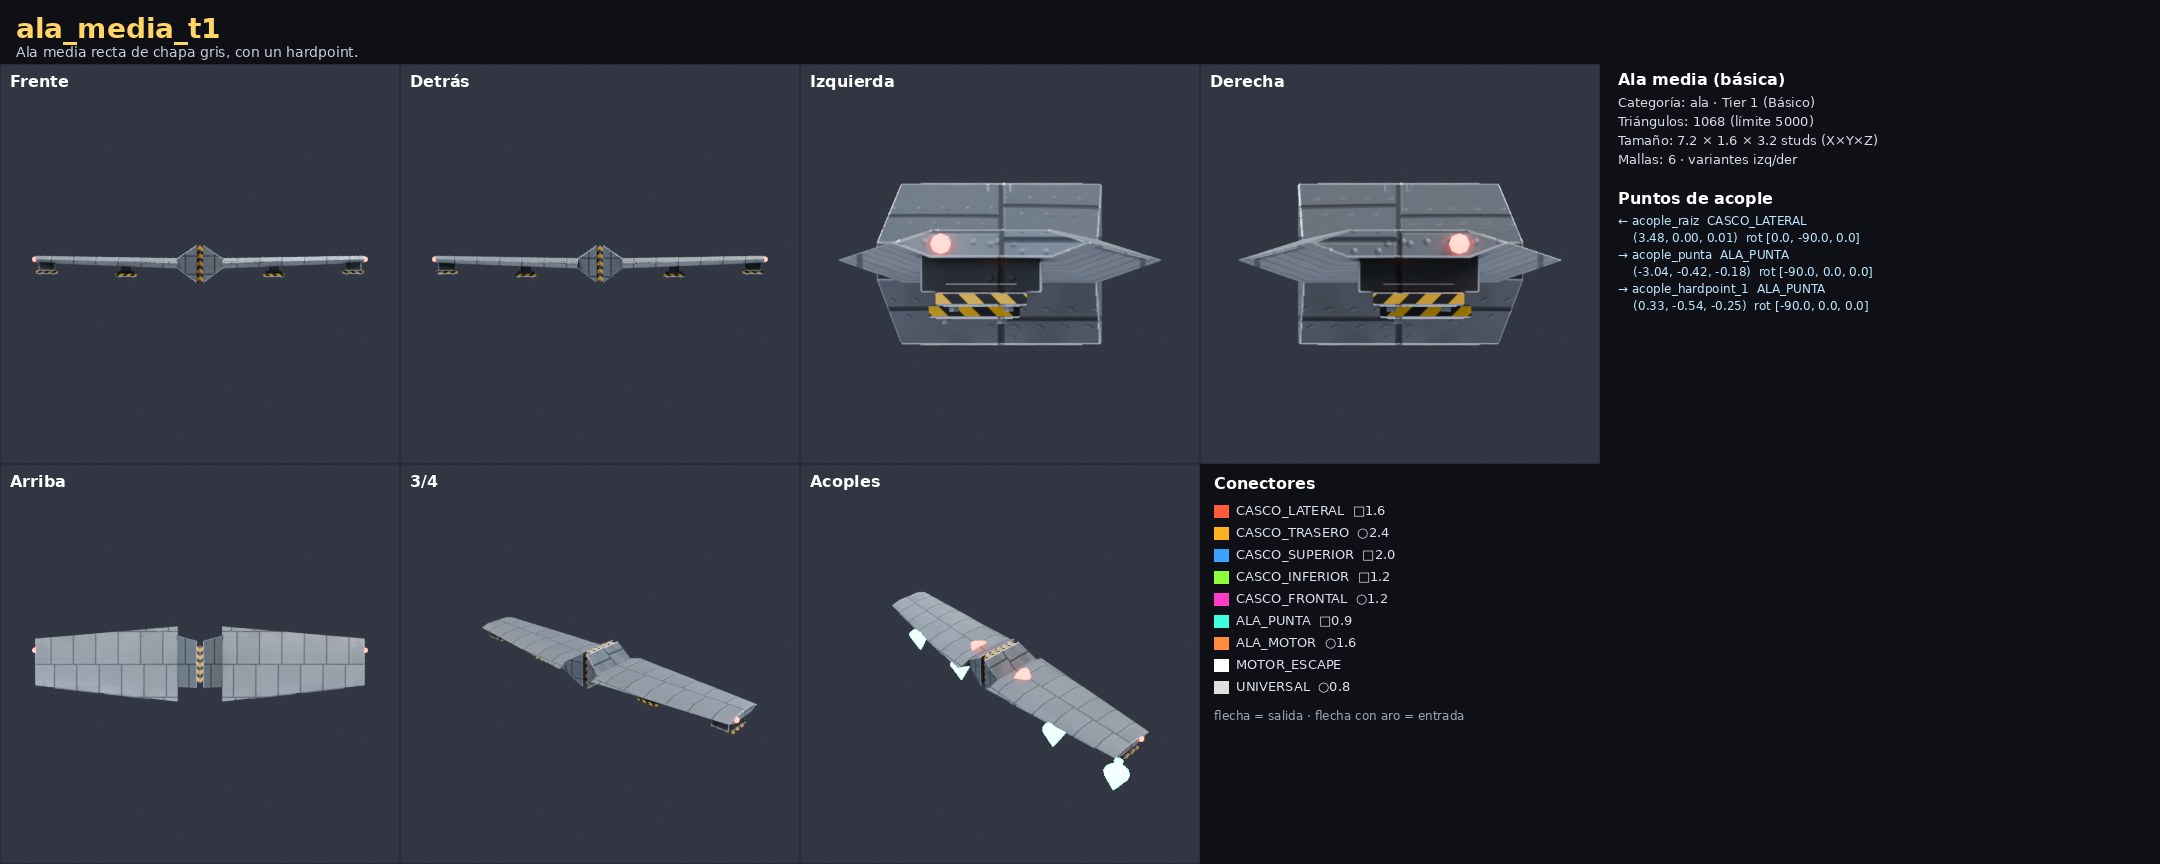 ala_media_t1
Ala media recta de chapa gris, con un hardpoint.
Frente
Detrás
Izquierda
Derecha
Ala media (básica)
Categoría: ala · Tier 1 (Básico)
Triángulos: 1068 (límite 5000)
Tamaño: 7.2 × 1.6 × 3.2 studs (X×Y×Z)
Mallas: 6 · variantes izq/der
Puntos de acople
← acople_raiz  CASCO_LATERAL
(3.48, 0.00, 0.01)  rot [0.0, -90.0, 0.0]
→ acople_punta  ALA_PUNTA
(-3.04, -0.42, -0.18)  rot [-90.0, 0.0, 0.0]
→ acople_hardpoint_1  ALA_PUNTA
(0.33, -0.54, -0.25)  rot [-90.0, 0.0, 0.0]
Arriba
3/4
Acoples
Conectores
CASCO_LATERAL  □1.6
CASCO_TRASERO  ○2.4
CASCO_SUPERIOR  □2.0
CASCO_INFERIOR  □1.2
CASCO_FRONTAL  ○1.2
ALA_PUNTA  □0.9
ALA_MOTOR  ○1.6
MOTOR_ESCAPE
UNIVERSAL  ○0.8
flecha = salida · flecha con aro = entrada